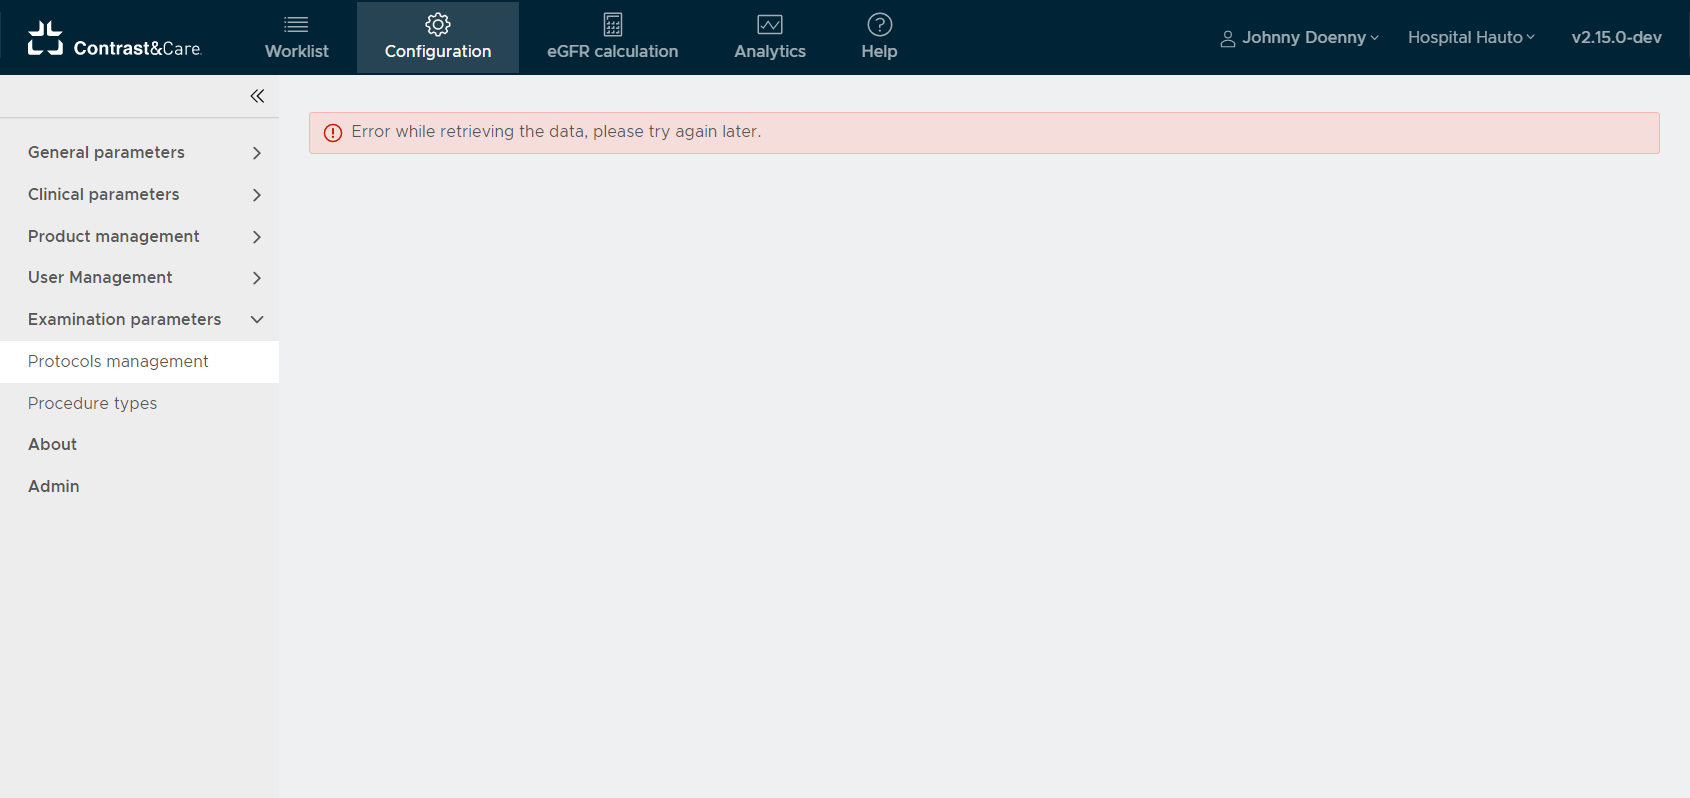 Contrast&Care.
Worklist
Configuration
eGFR calculation
Analytics
Help
Johnny Doenny
Hospital Hauto
v2.15.0-dev
General parameters
Clinical parameters
Product management
User Management
Examination parameters
Protocols management
Procedure types
About
Admin
Error while retrieving the data, please try again later.